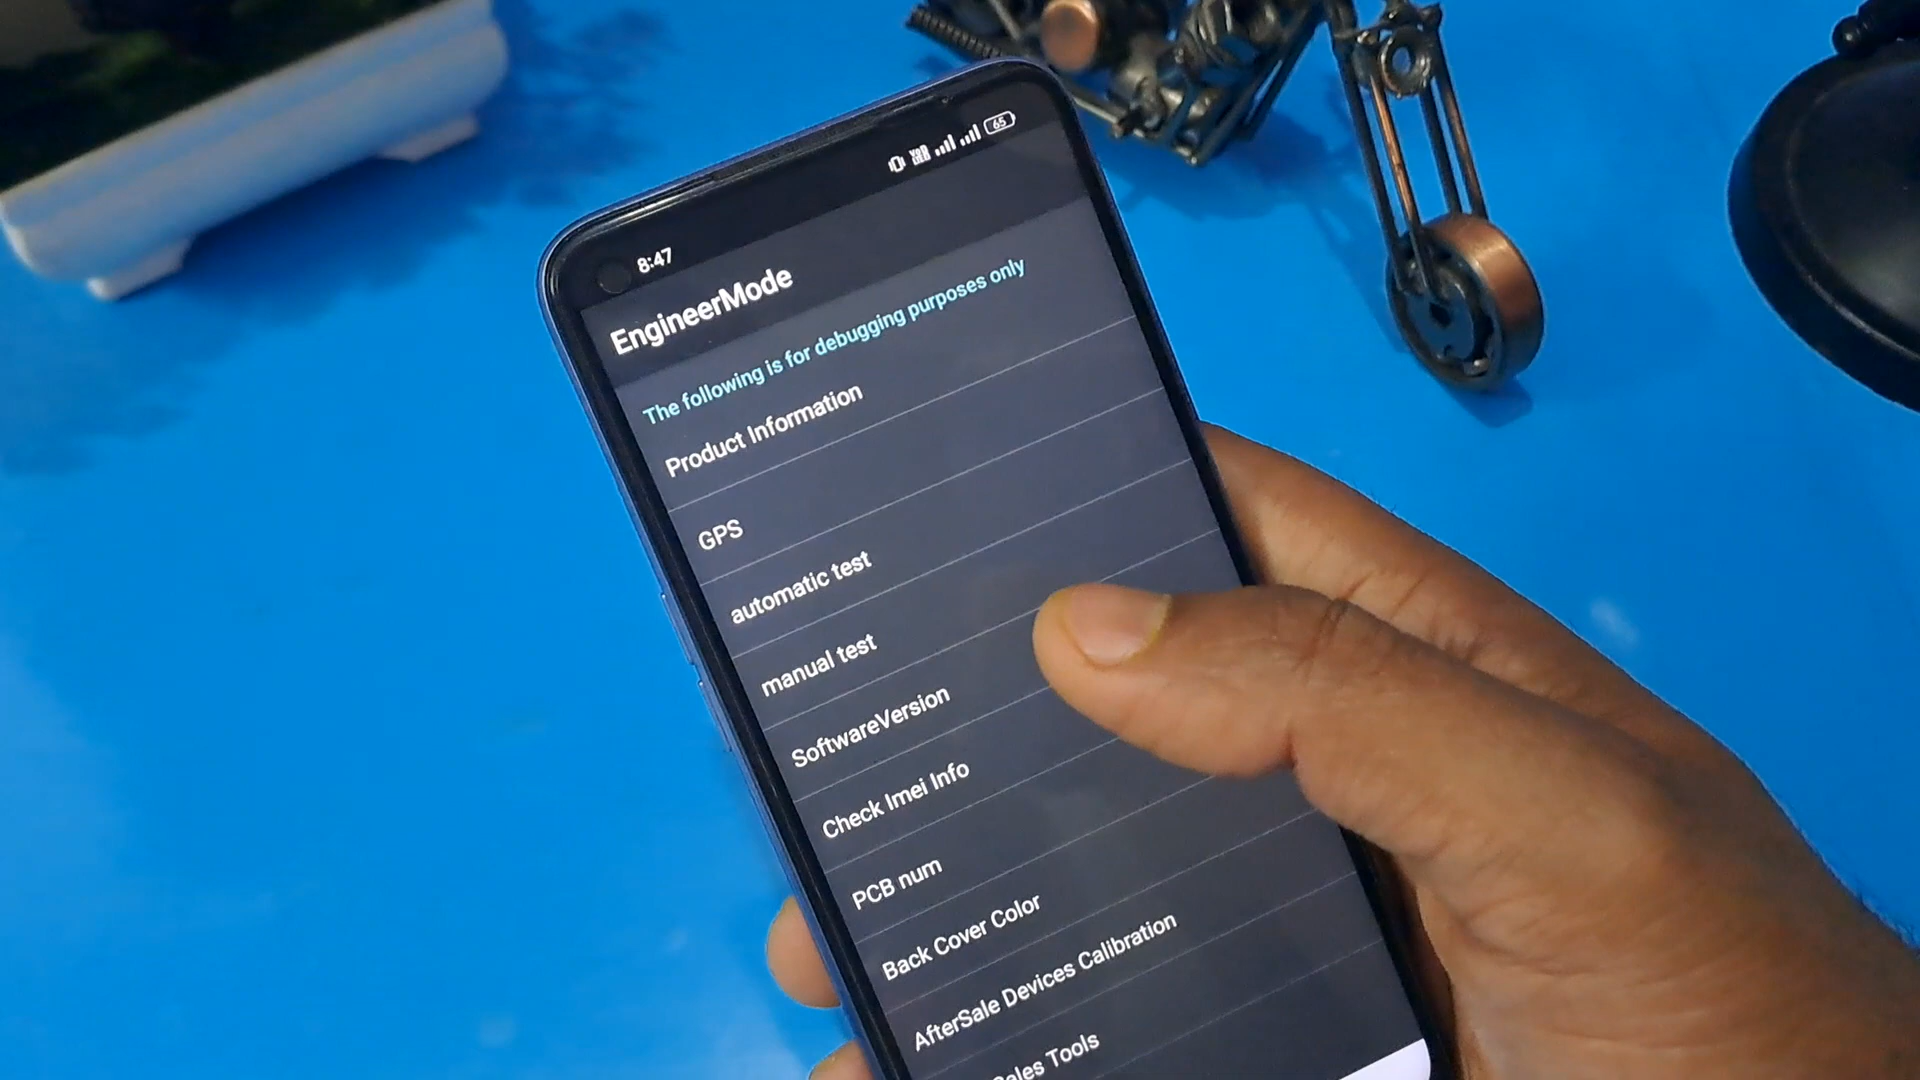 8:47
65
EngineerMode
The following is for debugging purposes only
Product Information
GPS
automatic test
manual test
SoftwareVersion
Check Imei Info
PCB num
Back Cover Color
AfterSale Devices Calibration
Tools